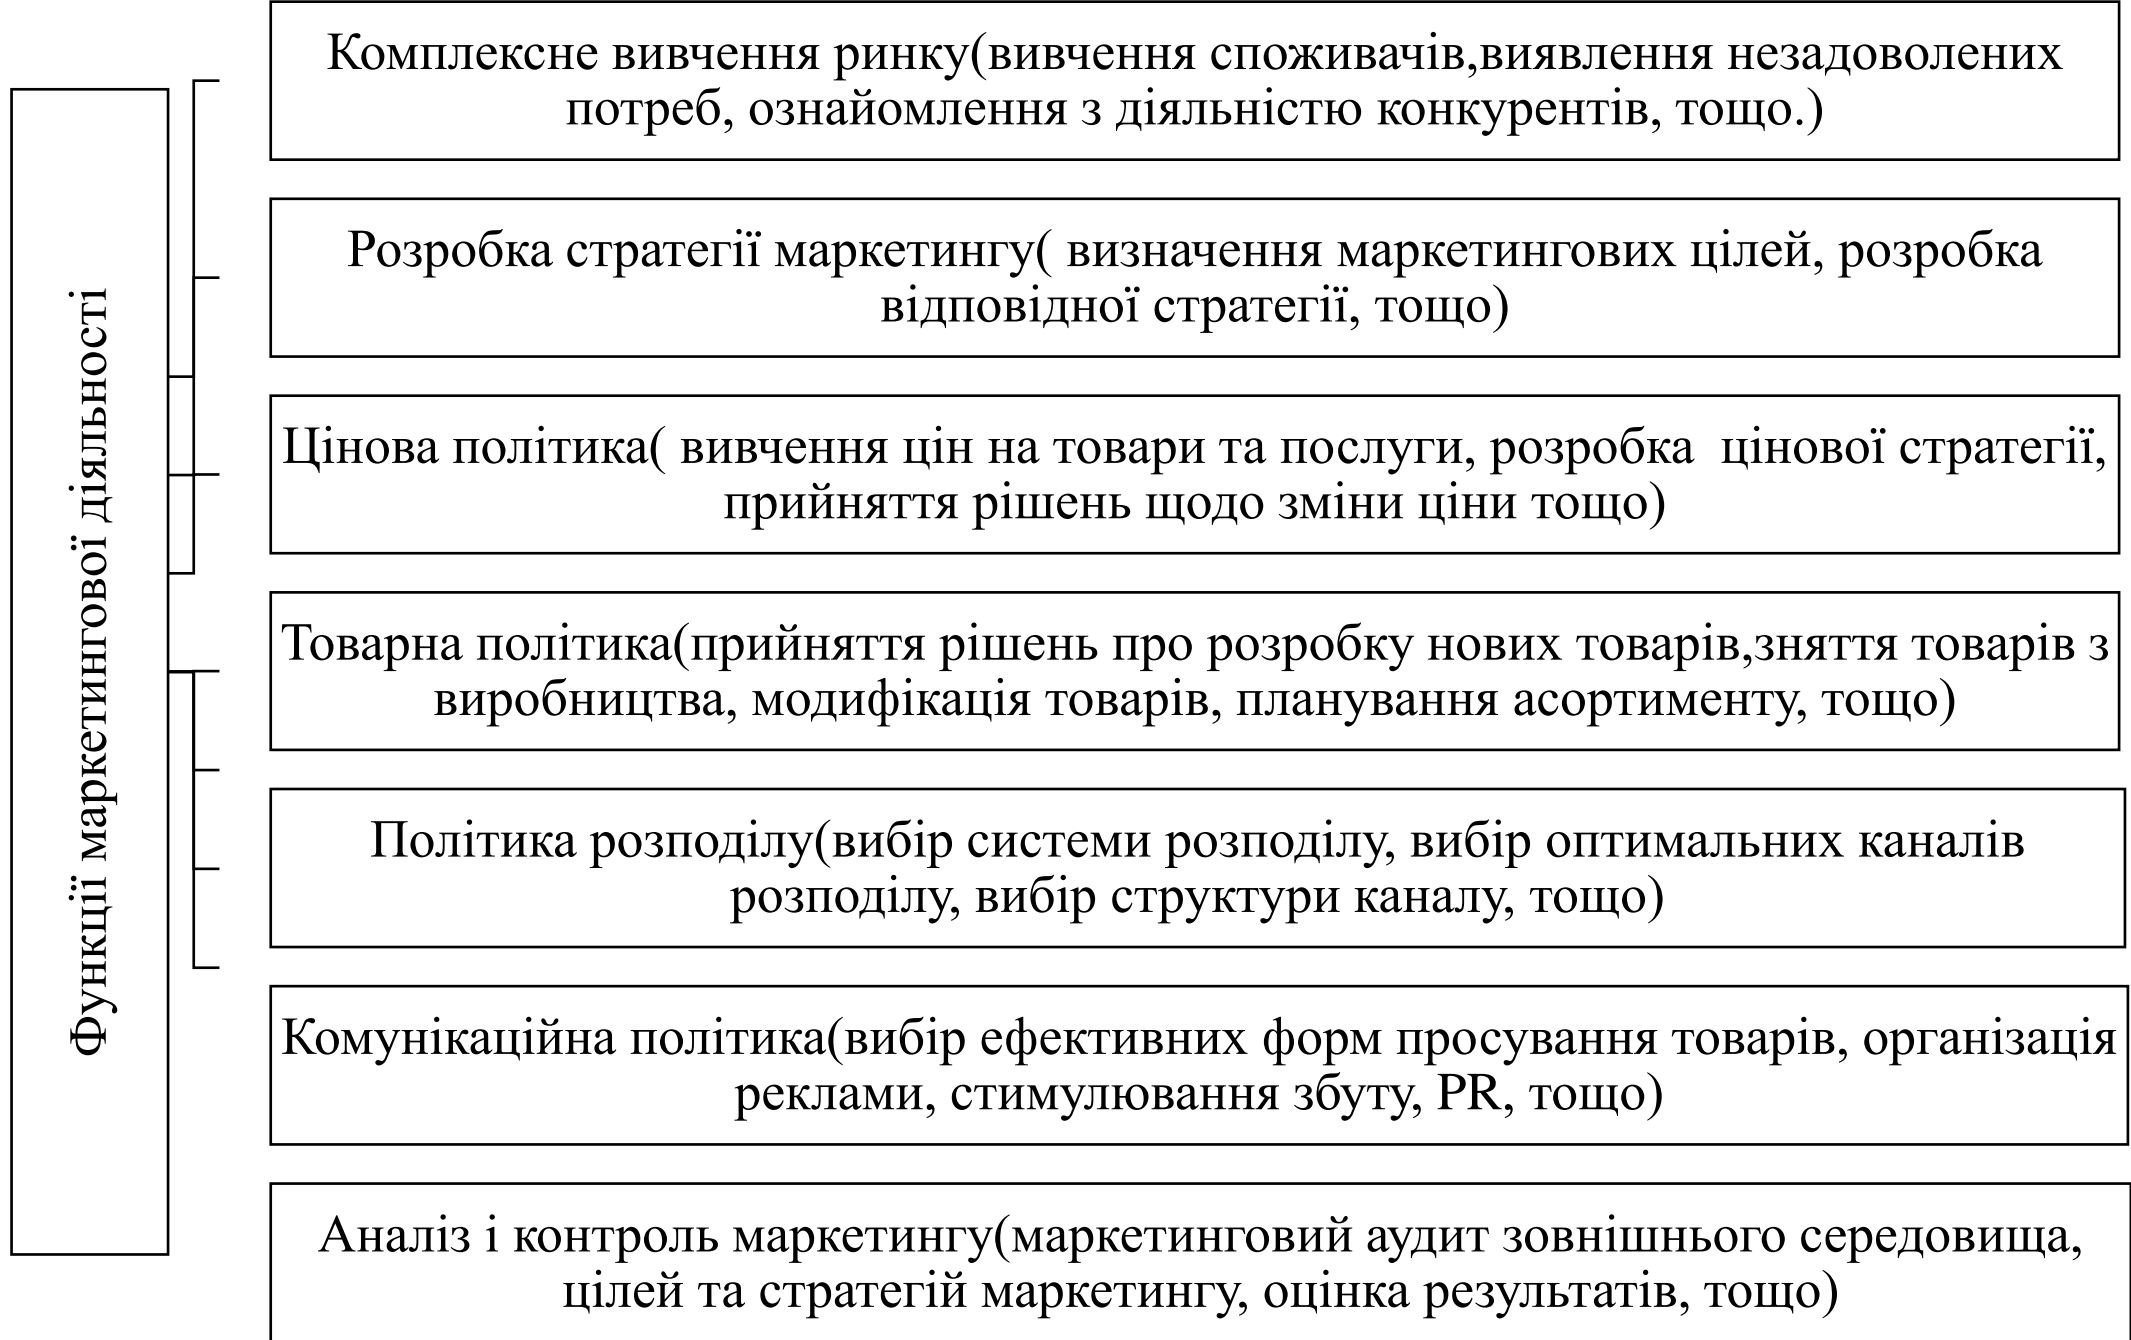 Функції маркетингової діяльності
Комплексне вивчення ринку(вивчення споживачів,виявлення незадоволених
потреб, ознайомлення з діяльністю конкурентів, тощо.)
Розробка стратегії маркетингу( визначення маркетингових цілей, розробка
відповідної стратегії, тощо)
Цінова політика( вивчення цін на товари та послуги, розробка  цінової стратегії,
прийняття рішень щодо зміни ціни тощо)
Товарна політика(прийняття рішень про розробку нових товарів,зняття товарів з
виробництва, модифікація товарів, планування асортименту, тощо)
Політика розподілу(вибір системи розподілу, вибір оптимальних каналів
розподілу, вибір структури каналу, тощо)
Комунікаційна політика(вибір ефективних форм просування товарів, організація
реклами, стимулювання збуту, PR, тощо)
Аналіз і контроль маркетингу(маркетинговий аудит зовнішнього середовища,
цілей та стратегій маркетингу, оцінка результатів, тощо)